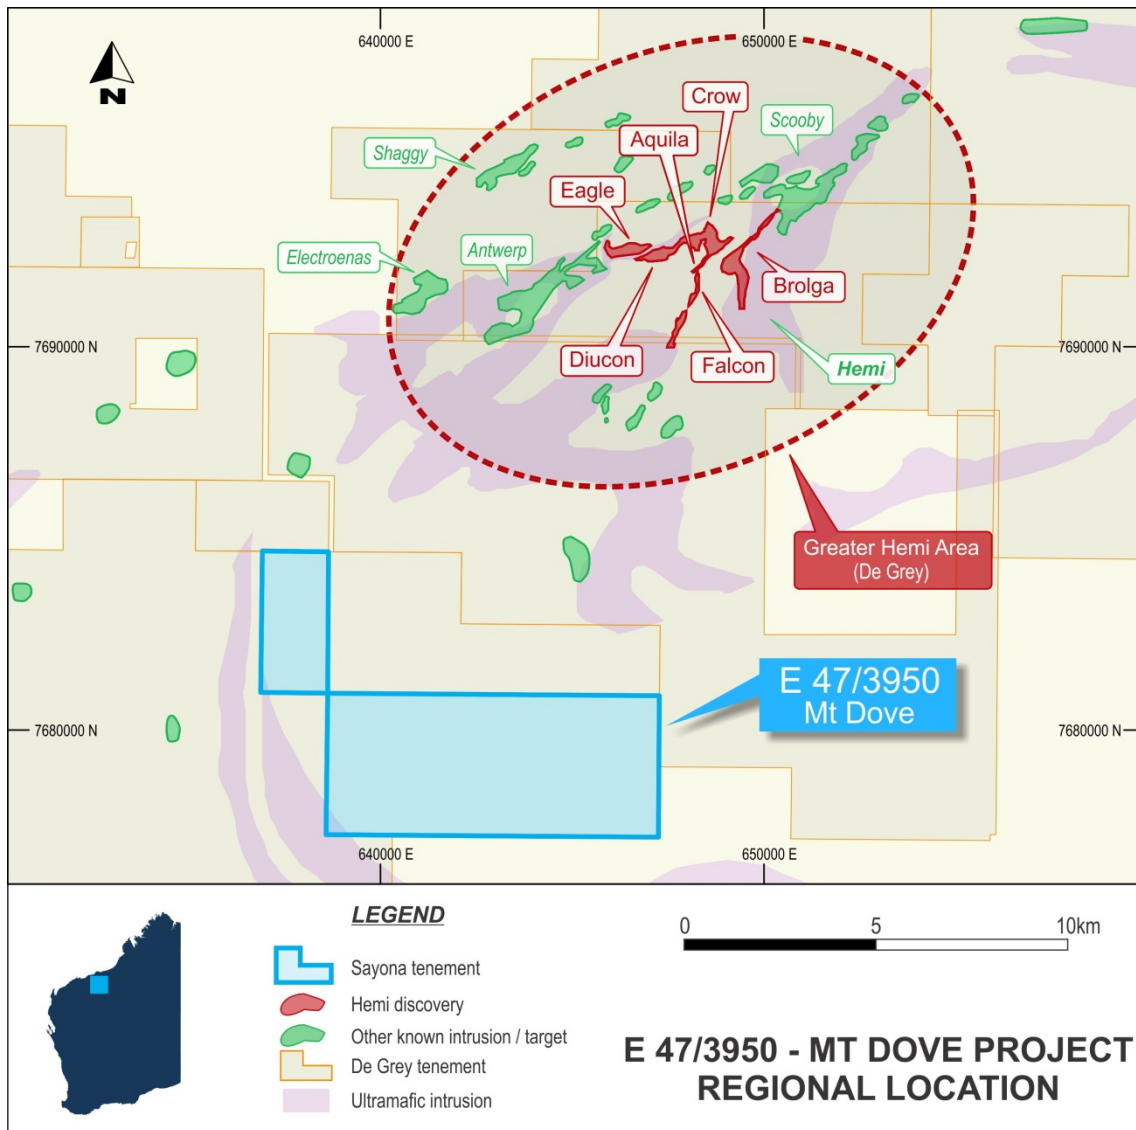 640000 E
650000 E
N
Crow
Scooby
Aquila
Shaggy
Eagle
Electroenas
Antwerp
Brolga
Diucon
Falcon
Hemi
7690000 N
7690000 N
Greater Hemi Area
(De Grey)
E 47/3950
Mt Dove
7680000 N
7680000 N
640000 E
650000 E
LEGEND
Sayona tenement
Hemi discovery
Other known intrusion / target
De Grey tenement
Ultramafic intrusion
0 5 10km
E 47/3950 - MT DOVE PROJECT
REGIONAL LOCATION